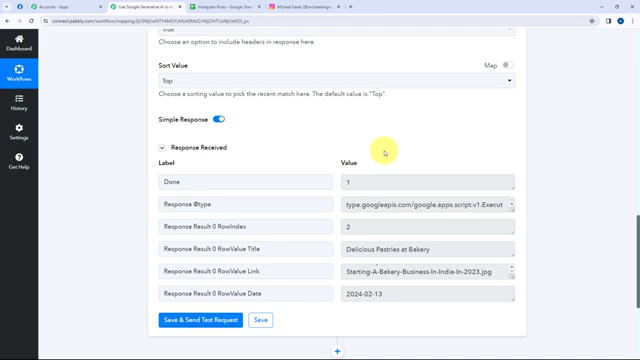 Accounts - Apps
Use Google Generative AI to A
Instagram Posts - Google Shee
connect.pabbly.com/workflow/mapping/
True
Choose an option to include headers in response here.
Dashboard
Workflows
History
Settings
Get Help
Sort Value
Map
Top
Choose a sorting value to pick the recent match here. The default value is "Top".
Simple Response
Response Received
Label Value
Done 1
Response @type type.googleapis.com/google.apps.script.v1.Execut
Response Result 0 RowIndex 2
Response Result 0 RowValue Title Delicious Pastries at Bakery
Response Result 0 RowValue Link Starting-A-Bakery-Business-In-India-In-2023.jpg
Response Result 0 RowValue Date 2024-02-13
Save & Send Test Request
Save